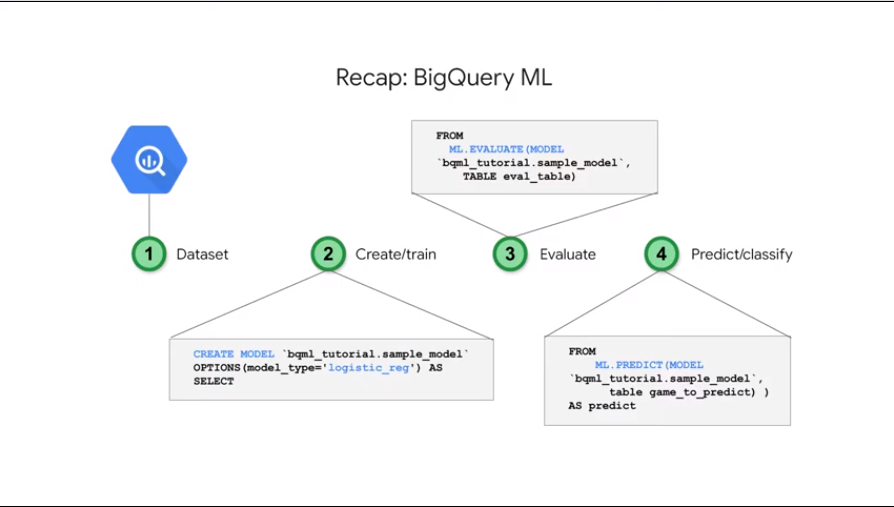 Recap: BigQuery ML
FROM
ML.EVALUATE(MODEL
`bqml_tutorial.sample_model`,
TABLE eval_table)
1 Dataset
2 Create/train
3 Evaluate
4 Predict/classify
CREATE MODEL `bqml_tutorial.sample_model`
OPTIONS(model_type='logistic_reg') AS
SELECT
FROM
ML.PREDICT(MODEL
`bqml_tutorial.sample_model`,
table game_to_predict) )
AS predict